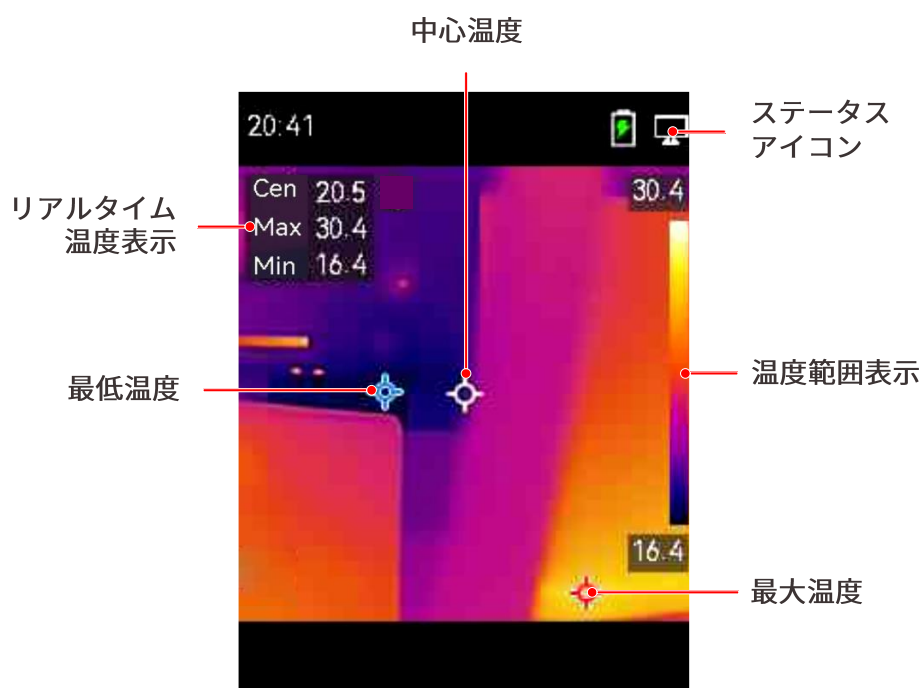 中心温度
20:41
ステータス
アイコン
Cen 20.5
Max 30.4
Min 16.4
30.4
リアルタイム
温度表示
最低温度
温度範囲表示
16.4
最大温度